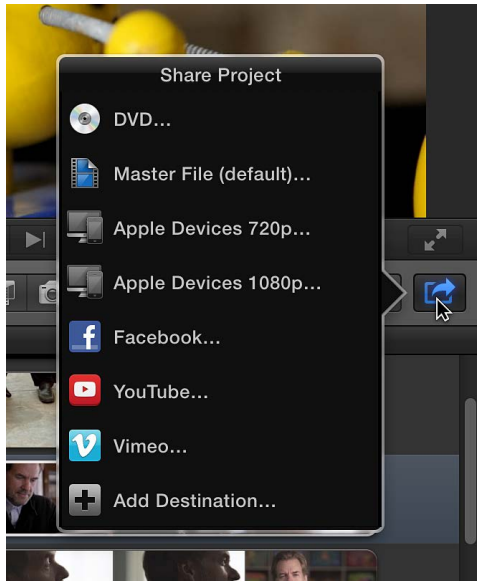 Share Project
DVD...
Master File (default)...
Apple Devices 720p...
Apple Devices 1080p...
Facebook...
YouTube...
Vimeo...
Add Destination...